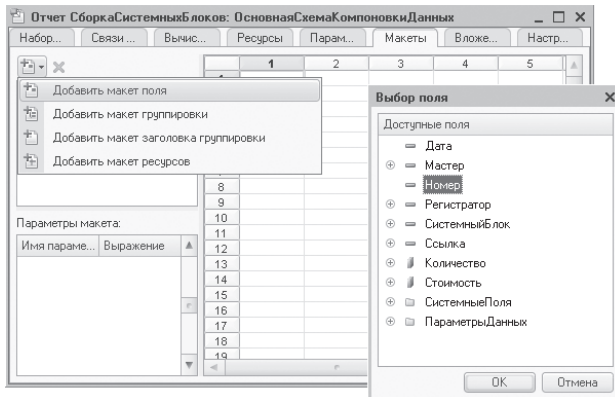 Отчет СборкаСистемныхБлоков: ОсновнаяСхемаКомпоновкиДанных
Набор... Связи ... Вычис... Ресурсы Парам... Макеты Вложе... Настр...
1 2 3 4 5
Добавить макет поля
Добавить макет группировки
Добавить макет заголовка группировки
Добавить макет ресурсов
8
9
10
11
12
13
14
15
16
17
18
19
Параметры макета:
Имя параме... Выражение
Выбор поля
Доступные поля
Дата
Мастер
Номер
Регистратор
СистемныйБлок
Ссылка
Количество
Стоимость
СистемныеПоля
ПараметрыДанных
OK Отмена